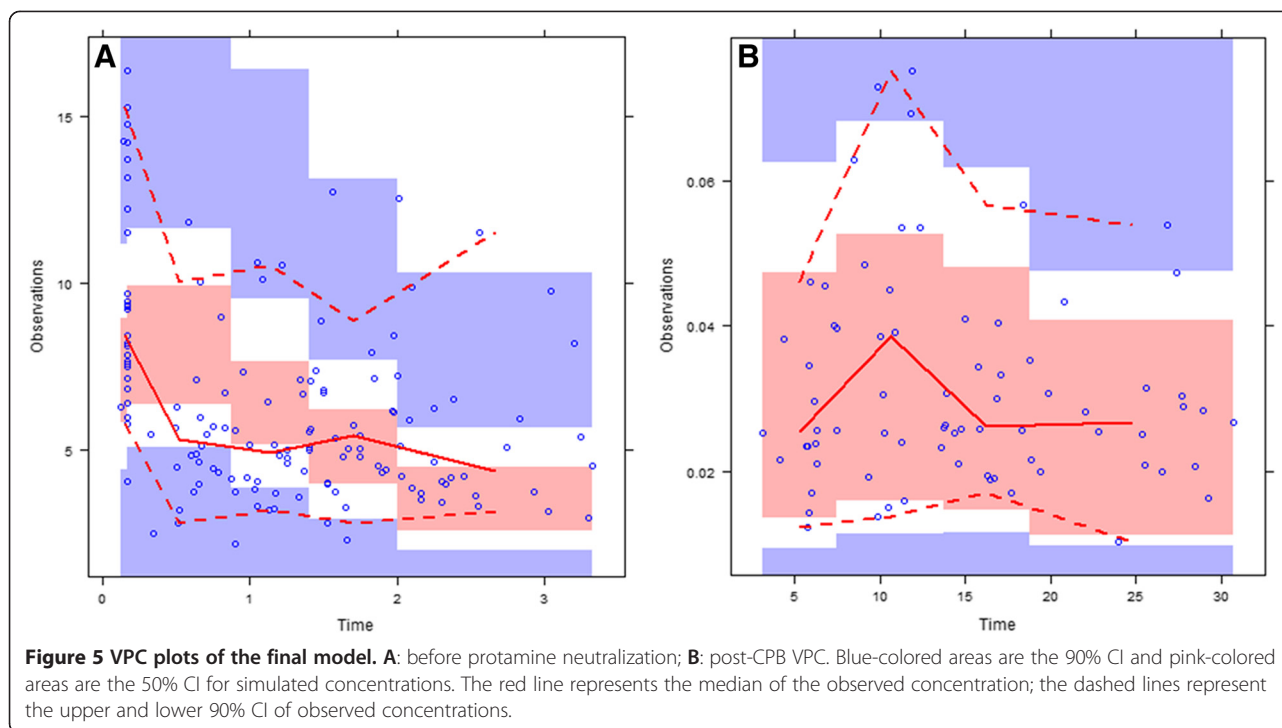 A
B
Observations
15
10
5
0
1
2
3
Time
Observations
0.06
0.04
0.02
5
10
15
20
25
30
Time
Figure 5 VPC plots of the final model. A: before protamine neutralization; B: post-CPB VPC. Blue-colored areas are the 90% CI and pink-colored
areas are the 50% CI for simulated concentrations. The red line represents the median of the observed concentration; the dashed lines represent
the upper and lower 90% CI of observed concentrations.